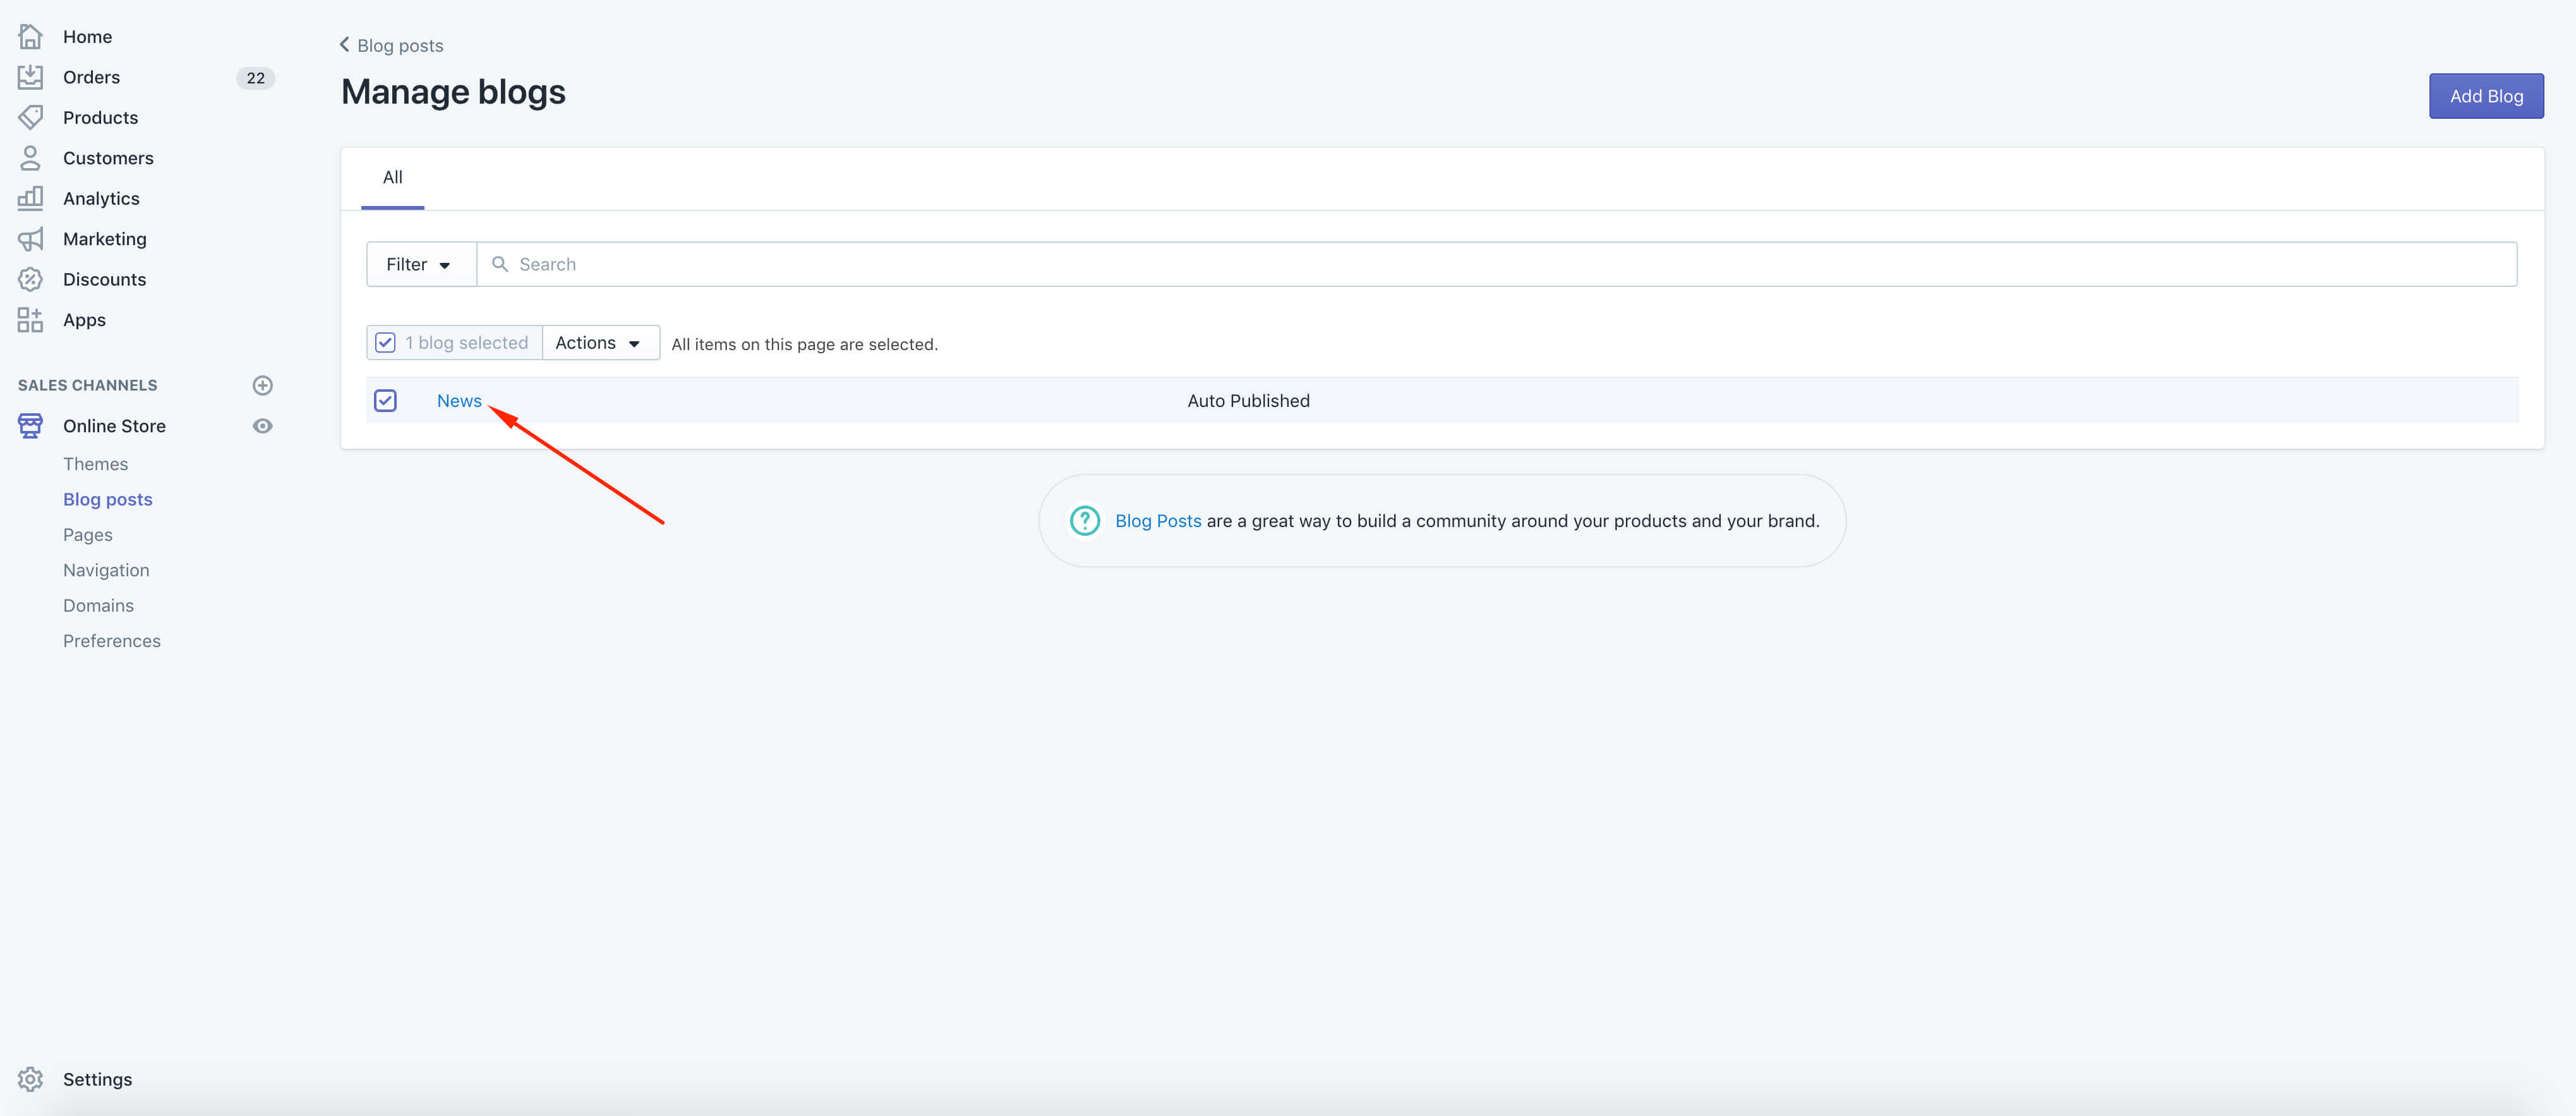 Home
Orders 22
Products
Customers
Analytics
Marketing
Discounts
Apps
SALES CHANNELS
Online Store
Themes
Blog posts
Pages
Navigation
Domains
Preferences
Settings
Blog posts
Manage blogs
Add Blog
All
Filter
Search
1 blog selected
Actions
All items on this page are selected.
News
Auto Published
Blog Posts are a great way to build a community around your products and your brand.